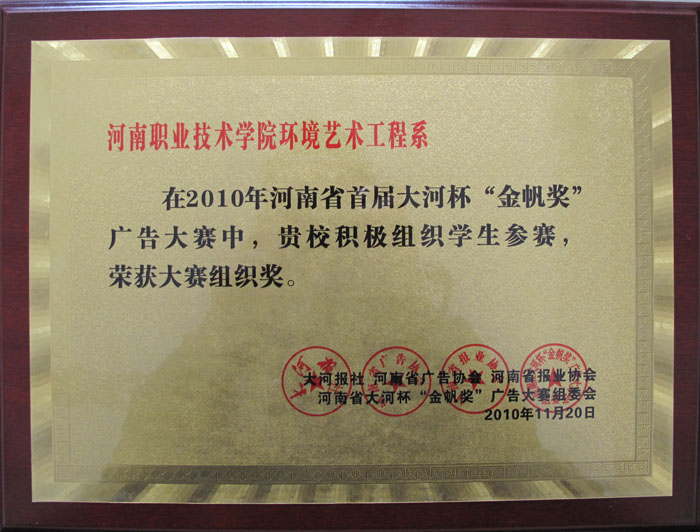 河南职业技术学院环境艺术工程系
在2010年河南省首届大河杯“金帆奖”
广告大赛中，贵校积极组织学生参赛，
荣获大赛组织奖。
大河报社 河南省广告协会 河南省报业协会
河南省大河杯“金帆奖”广告大赛组委会
2010年11月20日